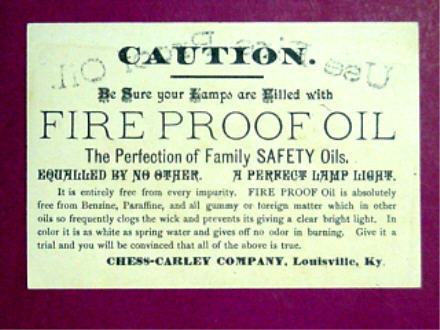 CAUTION.
Use Fire Proof Oil
Be Sure your Lamps are Filled with
FIRE PROOF OIL
The Perfection of Family SAFETY Oils.
EQUALLED BY NO OTHER. A PERFECT LAMP LIGHT.
It is entirely free from every impurity. FIRE PROOF Oil is absolutely
free from Benzine, Paraffine, and all gummy or foreign matter which in other
oils so frequently clogs the wick and prevents its giving a clear bright light. In
color it is as white as spring water and gives off no odor in burning. Give it a
trial and you will be convinced that all of the above is true.
CHESS-CARLEY COMPANY, Louisville, Ky.